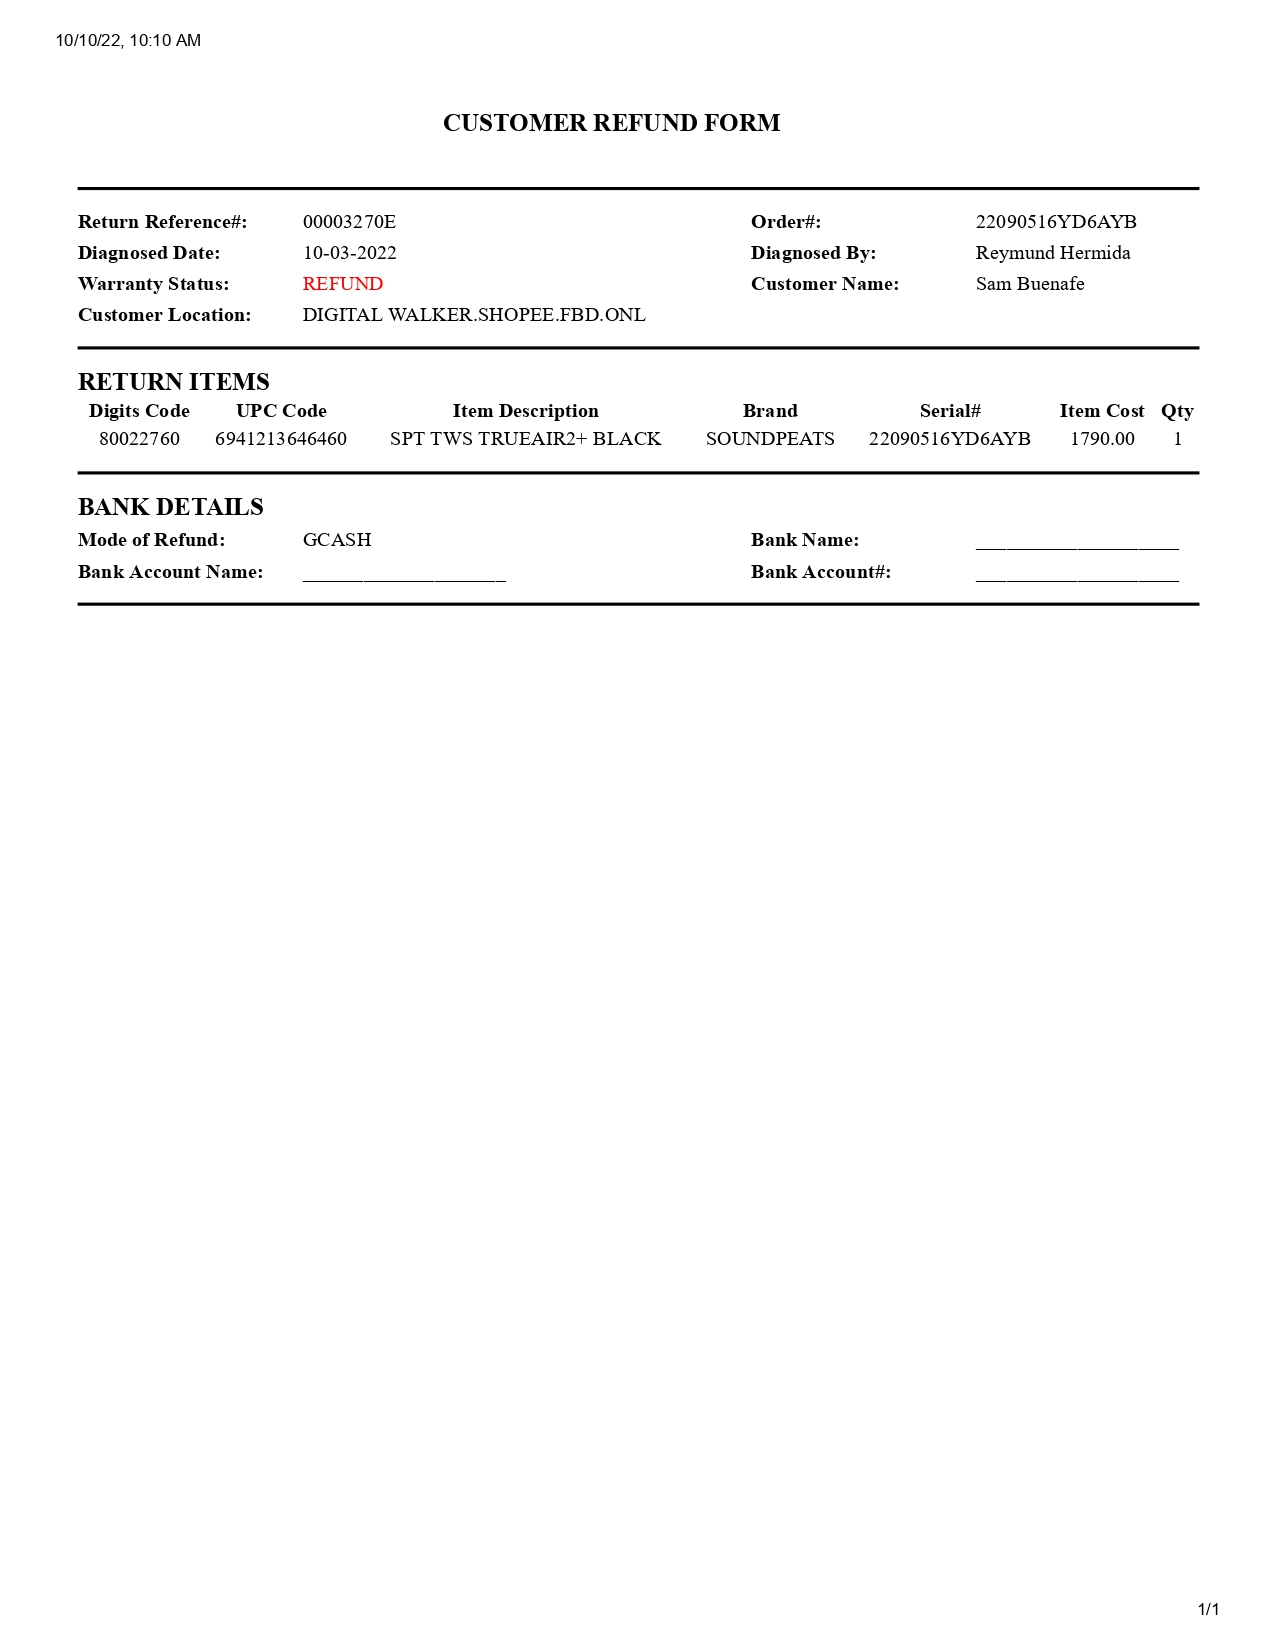 10/10/22, 10:10 AM
CUSTOMER REFUND FORM
Return Reference#: 00003270E Order#: 22090516YD6AYB
Diagnosed Date: 10-03-2022 Diagnosed By: Reymund Hermida
Warranty Status: REFUND Customer Name: Sam Buenafe
Customer Location: DIGITAL WALKER.SHOPEE.FBD.ONL
RETURN ITEMS
Digits Code UPC Code Item Description Brand Serial# Item Cost Qty
80022760 6941213646460 SPT TWS TRUEAIR2+ BLACK SOUNDPEATS 22090516YD6AYB 1790.00 1
BANK DETAILS
Mode of Refund: GCASH Bank Name: ____________________
Bank Account Name: ____________________ Bank Account#: ____________________
1/1